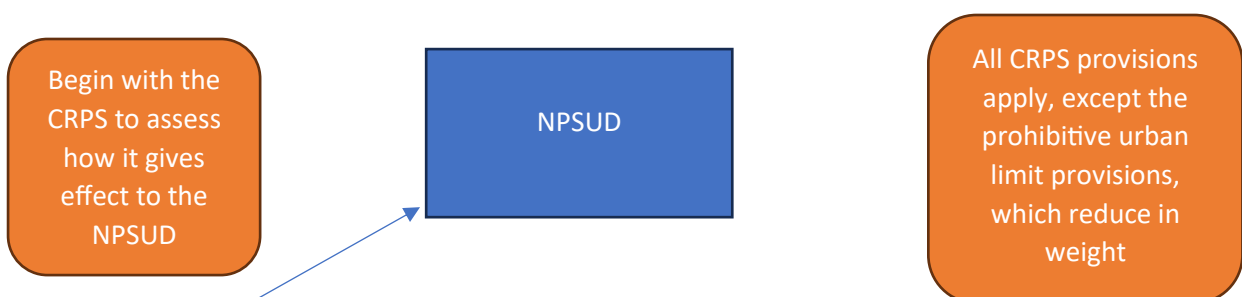 Begin with the
CRPS to assess
how it gives
effect to the
NPSUD
NPSUD
All CRPS provisions
apply, except the
prohibitive urban
limit provisions,
which reduce in
weight